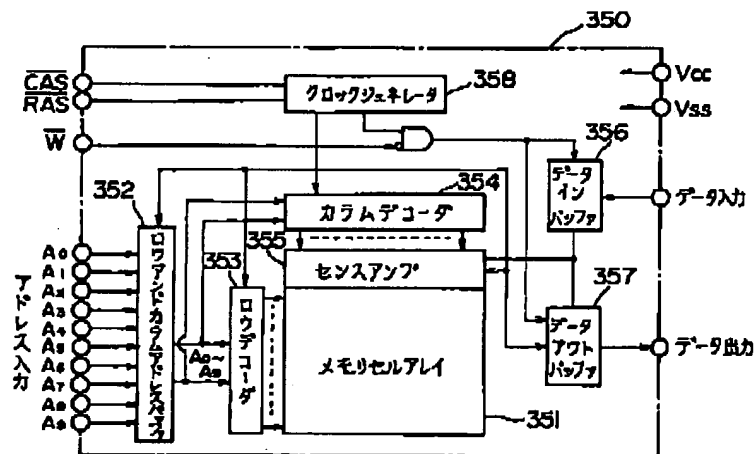 350
CAS
RAS
W
クロックジェネレータ
358
Vcc
Vss
356
データ
イン
バッファ
データ入力
352
354
カラムデコーダ
355
センスアンプ
353
357
A0
A1
A2
A3
A4
A5
A6
A7
A8
A9
アドレス入力
ロウアンドカラムアドレスバッファ
A0~
A9
ロウデコーダ
メモリセルアレイ
データ
アウト
バッファ
データ出力
351